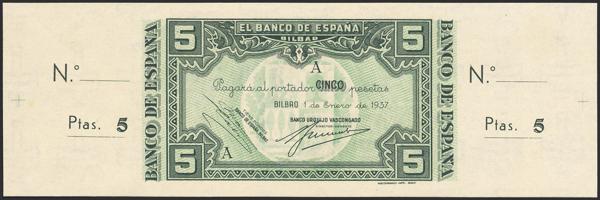 N.º
Ptas. 5
BANCO DE ESPAÑA
5
EL BANCO DE ESPAÑA
BILBAO
5
A
Pagará al portador CINCO pesetas
BILBAO 1 de Enero de 1937
BANCO URQUIJO VASCONGADO
5
A
5
BANCO DE ESPAÑA
N.º
Ptas. 5